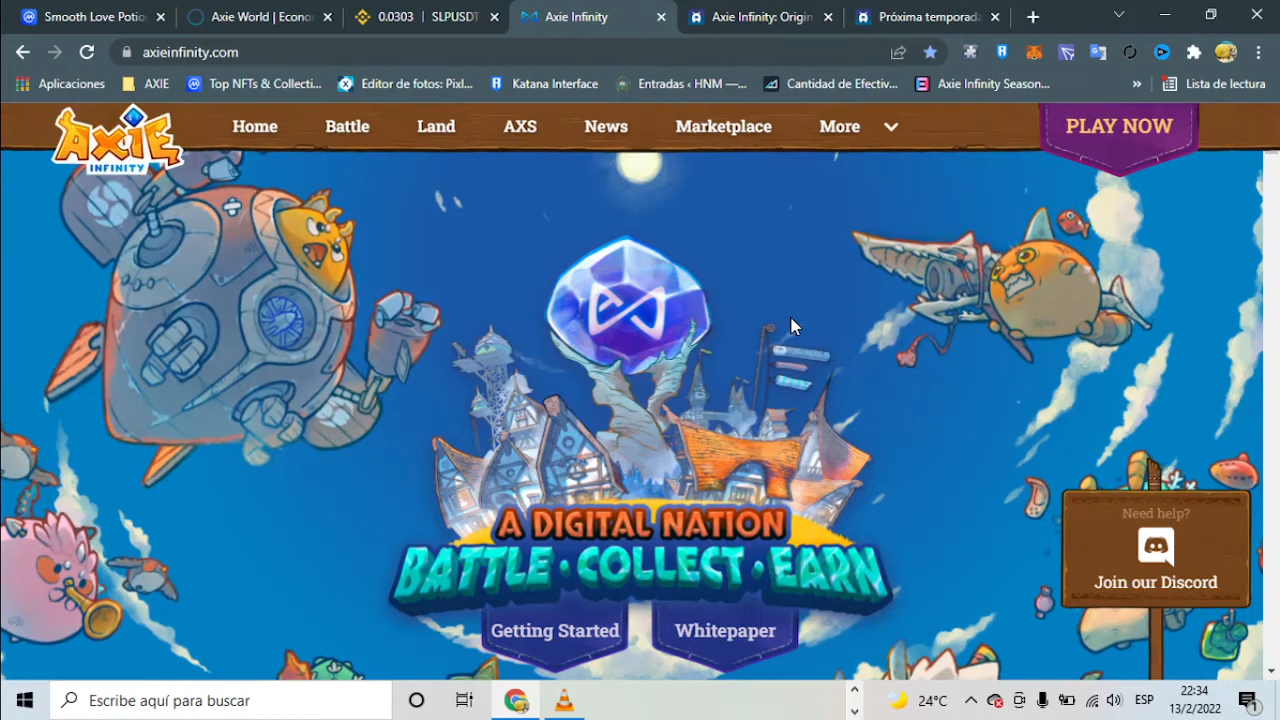 Smooth Love Potio
Axie World | Econo
0.0303 | SLPUSDT
Axie Infinity
Axie Infinity: Origin
Próxima temporada
axieinfinity.com
Aplicaciones
AXIE
Top NFTs & Collecti...
Editor de fotos: Pixl...
Katana Interface
Entradas ‹ HNM —...
Cantidad de Efectiv...
Axie Infinity Season...
»
Lista de lectura
AXIE
INFINITY
Home
Battle
Land
AXS
News
Marketplace
More
PLAY NOW
A DIGITAL NATION
BATTLE · COLLECT · EARN
Getting Started
Whitepaper
Need help?
Join our Discord
Escribe aquí para buscar
24°C
ESP
22:34
13/2/2022
1